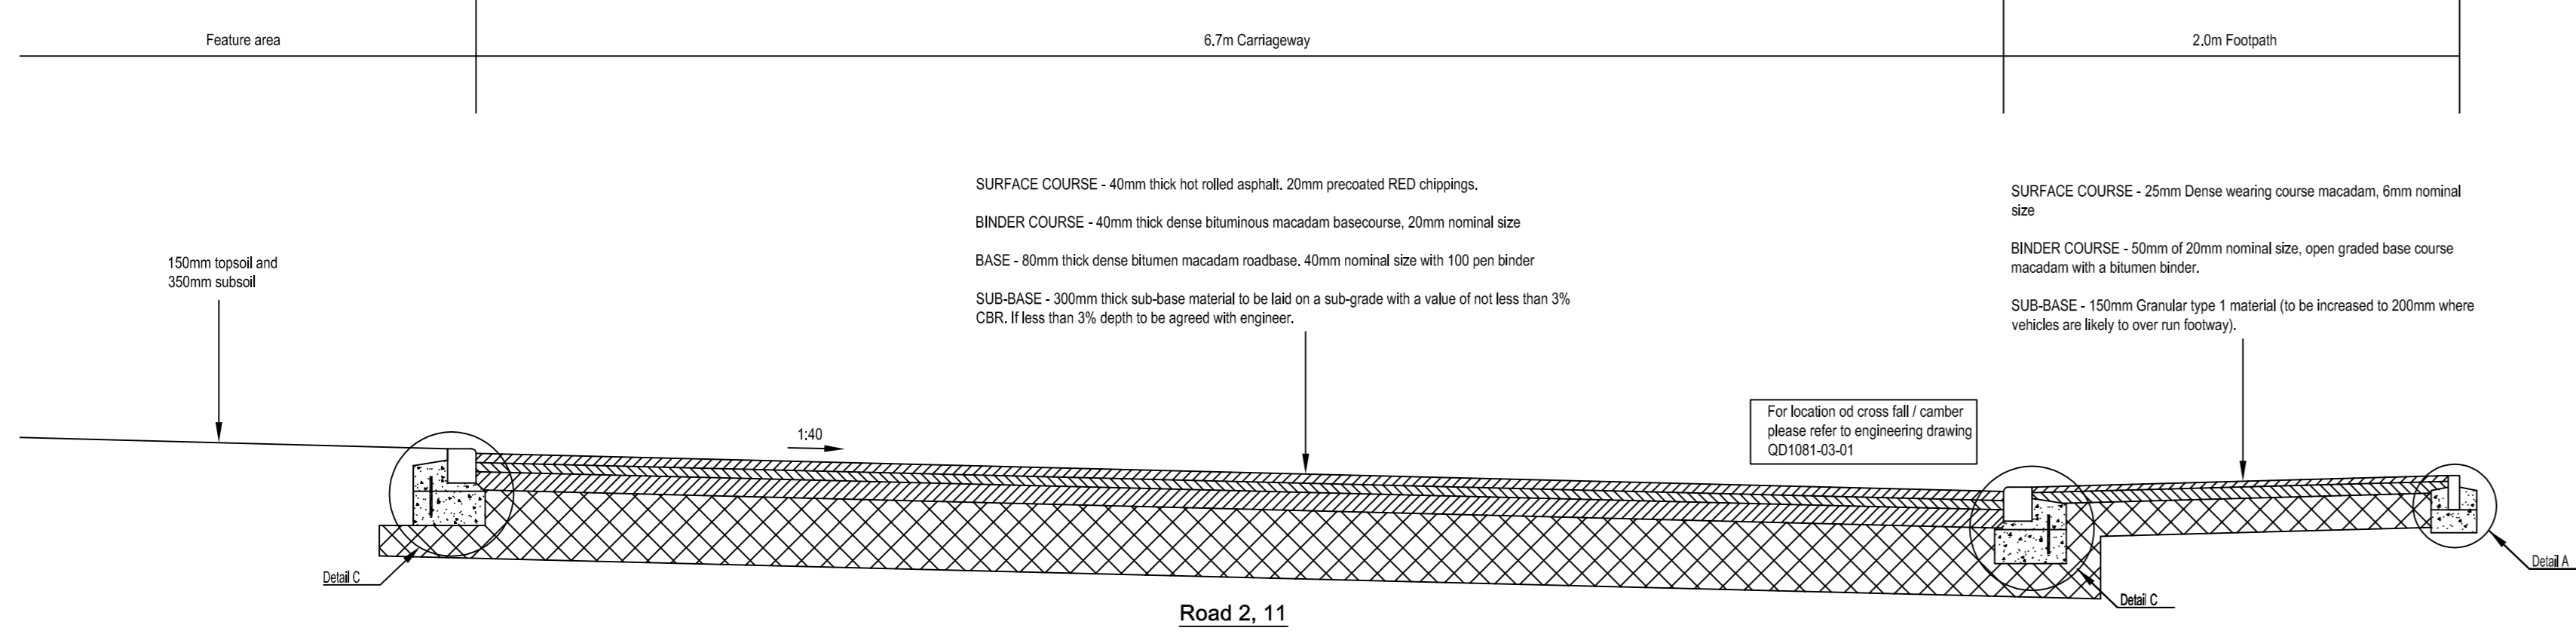 Feature area
6.7m Carriageway
2.0m Footpath
SURFACE COURSE - 40mm thick hot rolled asphalt. 20mm precoated RED chippings.
BINDER COURSE - 40mm thick dense bituminous macadam basecourse, 20mm nominal size
BASE - 80mm thick dense bitumen macadam roadbase. 40mm nominal size with 100 pen binder
SUB-BASE - 300mm thick sub-base material to be laid on a sub-grade with a value of not less than 3%
CBR. If less than 3% depth to be agreed with engineer.
SURFACE COURSE - 25mm Dense wearing course macadam, 6mm nominal
size
BINDER COURSE - 50mm of 20mm nominal size, open graded base course
macadam with a bitumen binder.
SUB-BASE - 150mm Granular type 1 material (to be increased to 200mm where
vehicles are likely to over run footway).
150mm topsoil and
350mm subsoil
1:40
For location od cross fall / camber
please refer to engineering drawing
QD1081-03-01
Detail C
Detail C
Detail A
Road 2, 11